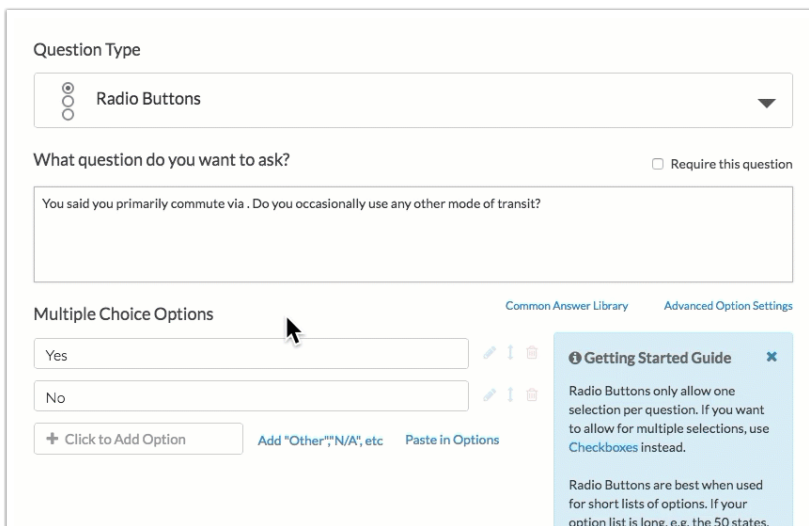 Question Type
Radio Buttons
What question do you want to ask?
Require this question
You said you primarily commute via . Do you occasionally use any other mode of transit?
Common Answer Library
Advanced Option Settings
Multiple Choice Options
Yes
No
Click to Add Option
Add "Other","N/A", etc
Paste in Options
Getting Started Guide
Radio Buttons only allow one
selection per question. If you want
to allow for multiple selections, use
Checkboxes instead.
Radio Buttons are best when used
for short lists of options. If your
option list is long, e.g. the 50 states,